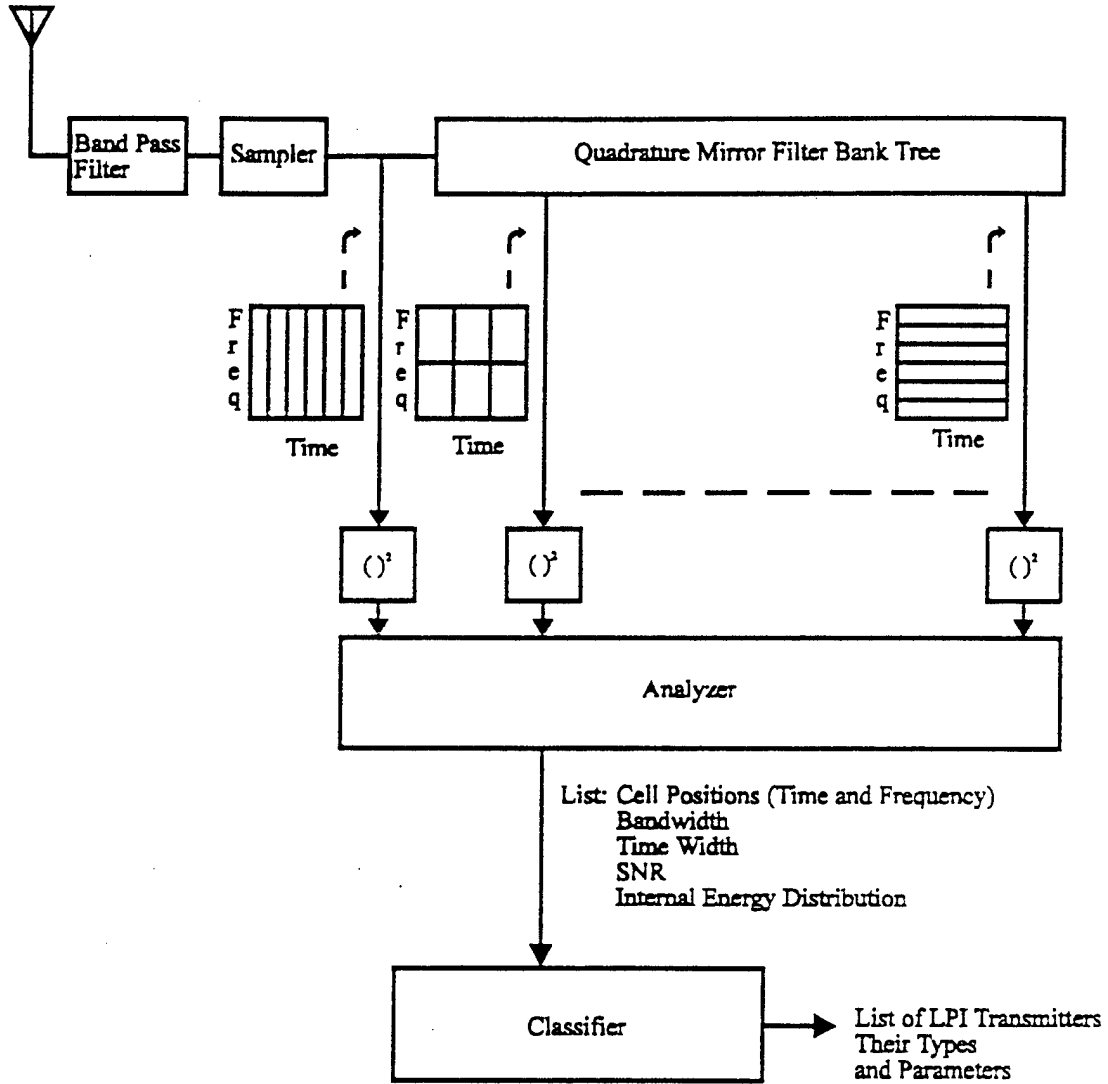 Band Pass
Filter
Sampler
Quadrature Mirror Filter Bank Tree
F
r
e
q
Time
F
r
e
q
Time
F
r
e
q
Time
( )²
( )²
( )²
Analyzer
List: Cell Positions (Time and Frequency)
Bandwidth
Time Width
SNR
Internal Energy Distribution
Classifier
List of LPI Transmitters
Their Types
and Parameters